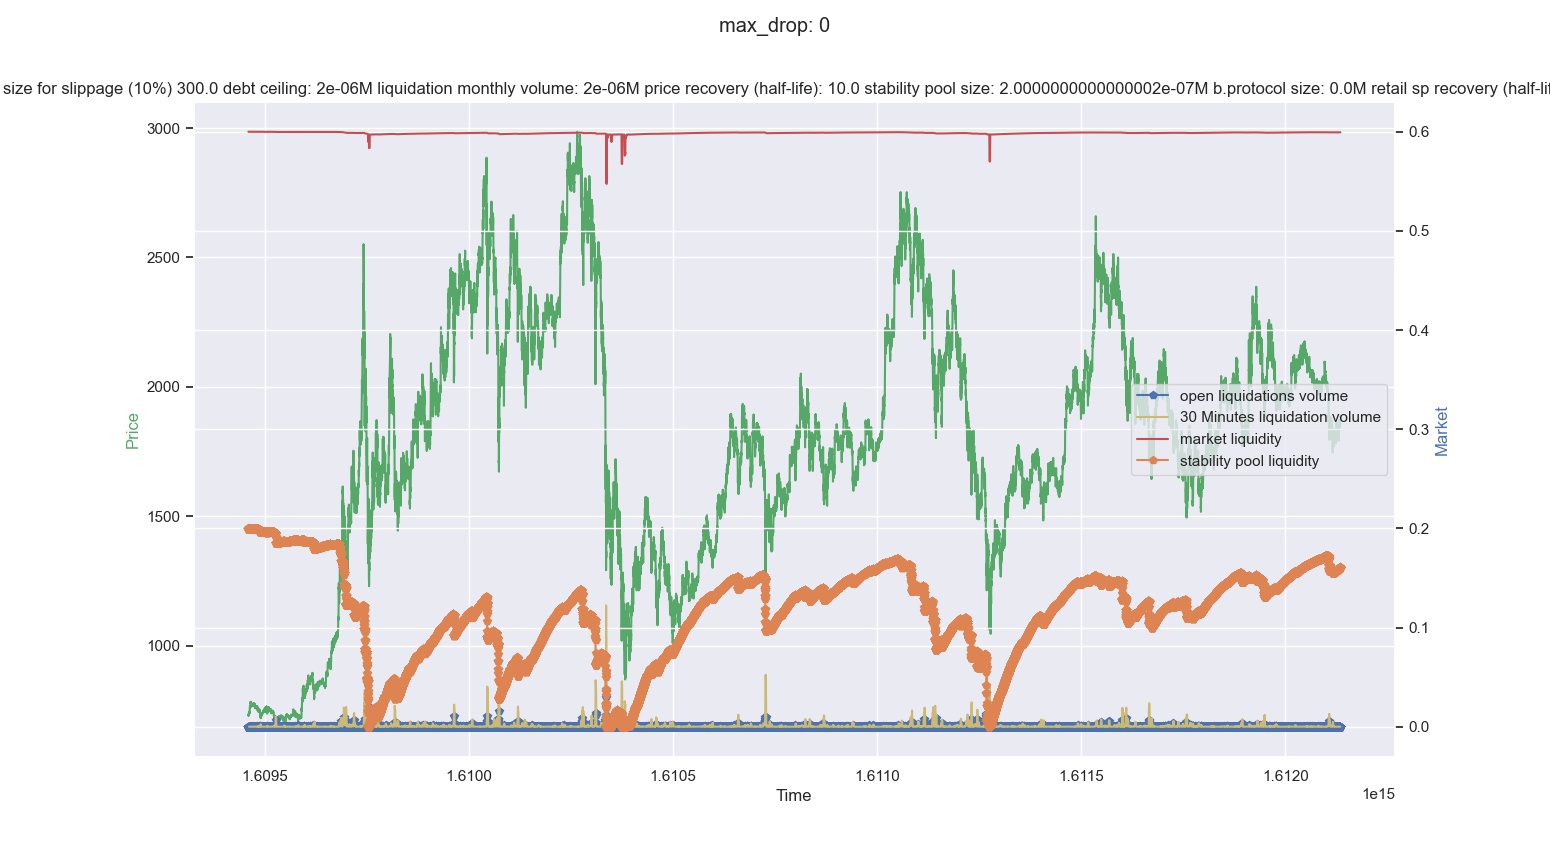 max_drop: 0
size for slippage (10%) 300.0 debt ceiling: 2e-06M liquidation monthly volume: 2e-06M price recovery (half-life): 10.0 stability pool size: 2.0000000000000002e-07M b.protocol size: 0.0M retail sp recovery (half-lif
3000
2500
2000
1500
1000
Price
0.6
0.5
0.4
0.3
0.2
0.1
0.0
Market
open liquidations volume
30 Minutes liquidation volume
market liquidity
stability pool liquidity
1.6095 1.6100 1.6105 1.6110 1.6115 1.6120
Time
1e15